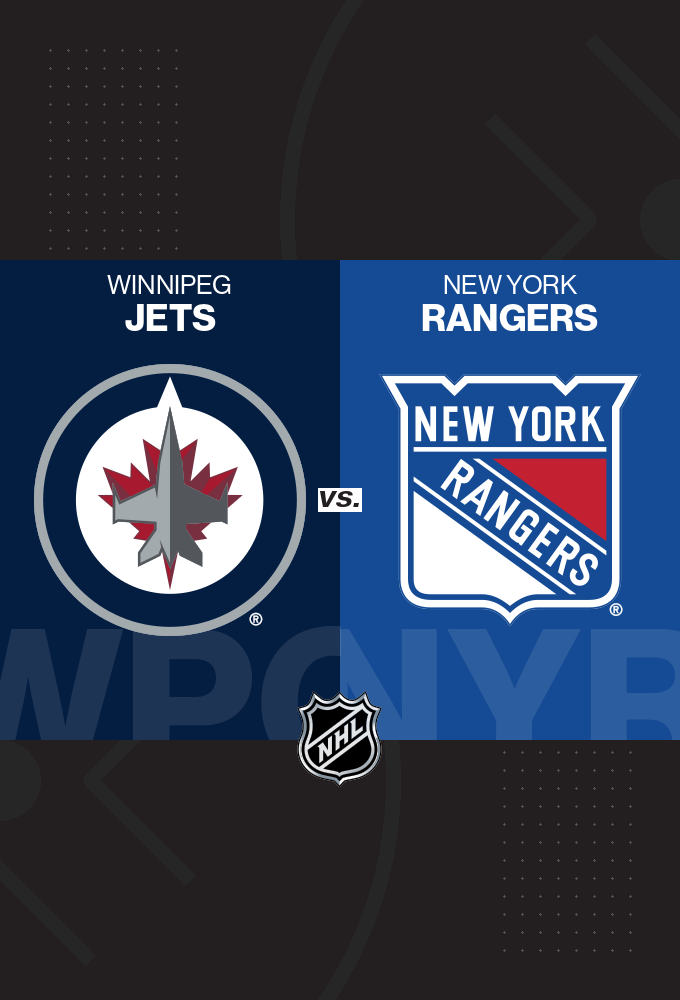 WINNIPEG
JETS
NEW YORK
RANGERS
NEW YORK
RANGERS
®
vs.
®
WPG
NYR
NHL